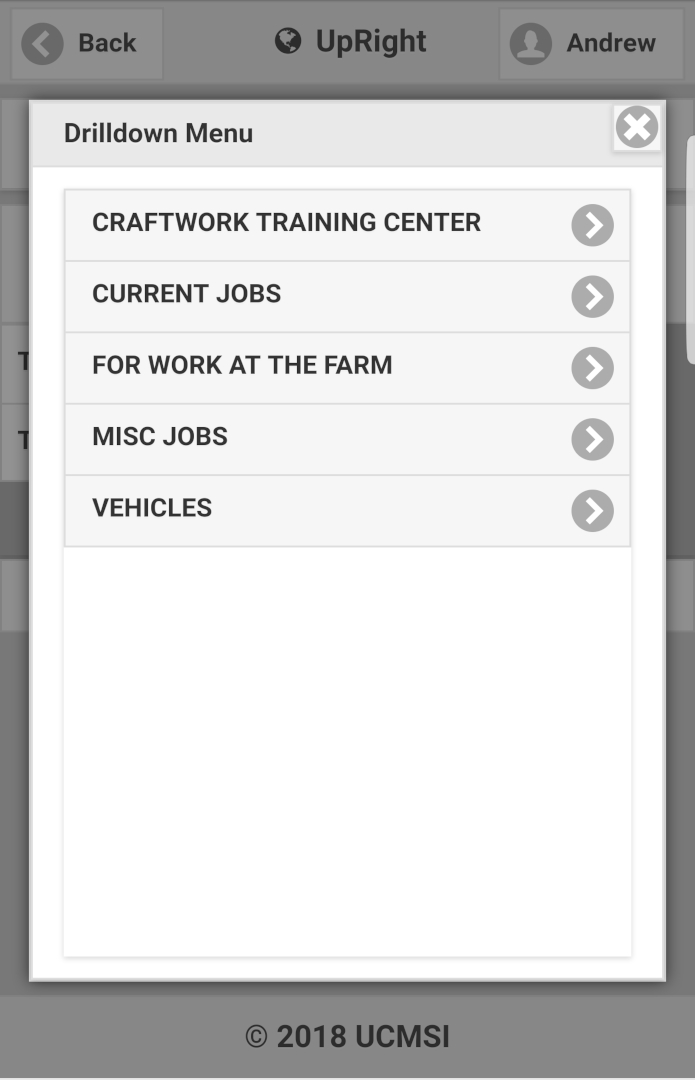 Back
UpRight
Andrew
Drilldown Menu
CRAFTWORK TRAINING CENTER
CURRENT JOBS
FOR WORK AT THE FARM
MISC JOBS
VEHICLES
T
T
© 2018 UCMSI